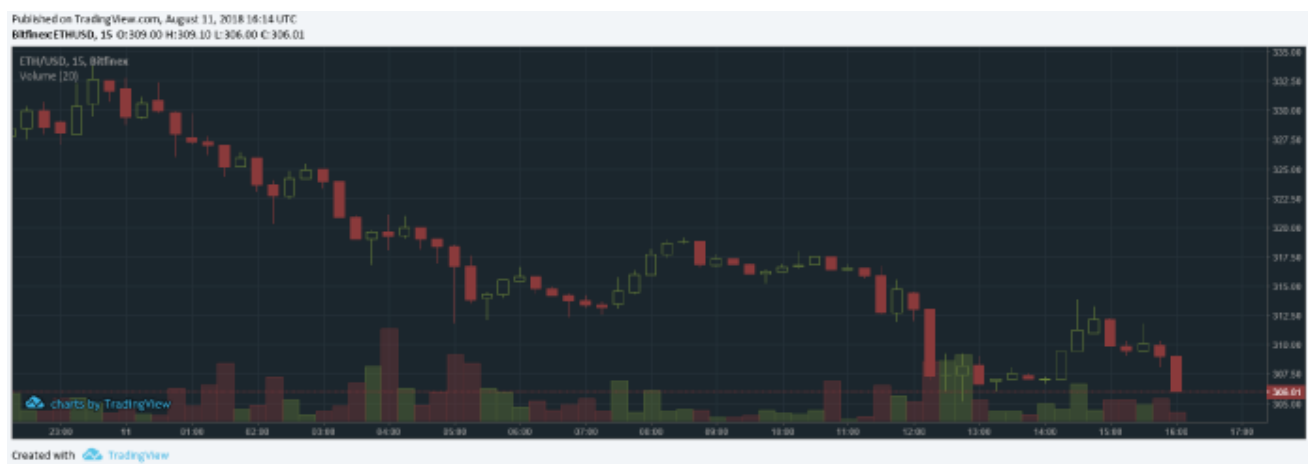 Published on TradingView.com, August 11, 2018 16:14 UTC
Bitfinex:ETHUSD, 15 O:309.00 H:309.10 L:306.00 C:306.01
ETH/USD, 15, Bitfinex
Volume (20)
335.00
332.50
330.00
327.50
325.00
322.50
320.00
317.50
315.00
312.50
310.00
307.50
306.01
305.00
charts by TradingView
23:00 11 01:00 02:00 03:00 04:00 05:00 06:00 07:00 08:00 09:00 10:00 11:00 12:00 13:00 14:00 15:00 16:00 17:00
Created with TradingView